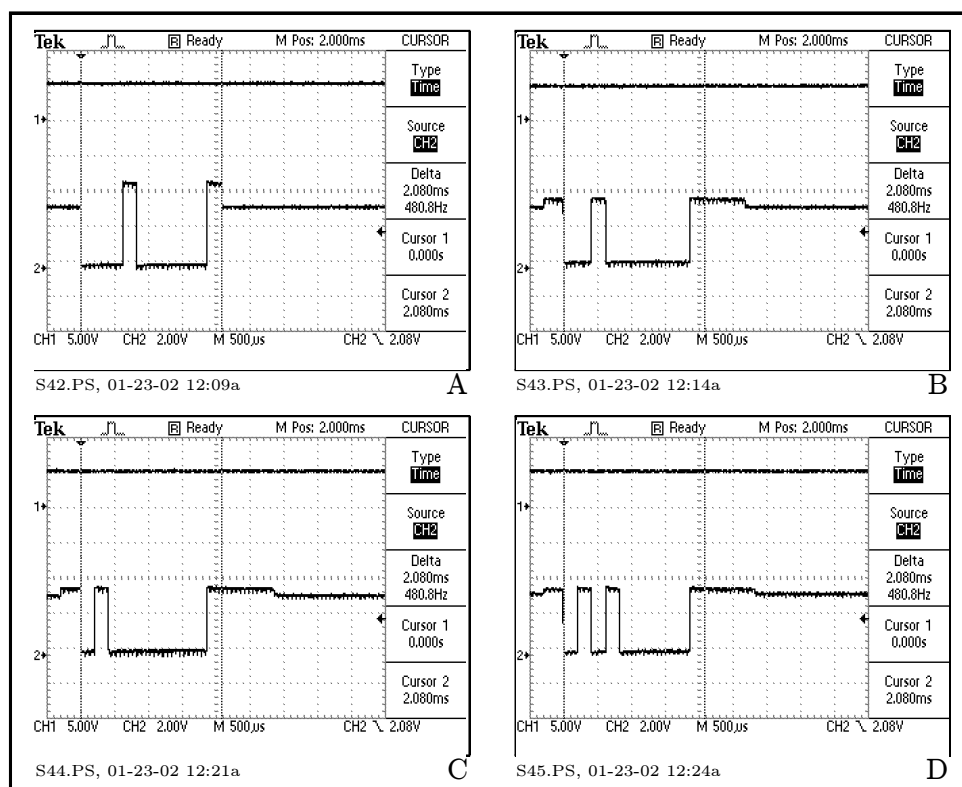 Tek R Ready M Pos: 2.000ms CURSOR
Type
Time
1
Source
CH2
Delta
2.080ms
480.8Hz
Cursor 1
0.000s
2
Cursor 2
2.080ms
CH1 5.00V CH2 2.00V M 500µs CH2 2.08V
S42.PS, 01-23-02 12:09a A
Tek R Ready M Pos: 2.000ms CURSOR
Type
Time
1
Source
CH2
Delta
2.080ms
480.8Hz
Cursor 1
0.000s
2
Cursor 2
2.080ms
CH1 5.00V CH2 2.00V M 500µs CH2 2.08V
S43.PS, 01-23-02 12:14a B
Tek R Ready M Pos: 2.000ms CURSOR
Type
Time
1
Source
CH2
Delta
2.080ms
480.8Hz
Cursor 1
0.000s
2
Cursor 2
2.080ms
CH1 5.00V CH2 2.00V M 500µs CH2 2.08V
S44.PS, 01-23-02 12:21a C
Tek R Ready M Pos: 2.000ms CURSOR
Type
Time
1
Source
CH2
Delta
2.080ms
480.8Hz
Cursor 1
0.000s
2
Cursor 2
2.080ms
CH1 5.00V CH2 2.00V M 500µs CH2 2.08V
S45.PS, 01-23-02 12:24a D